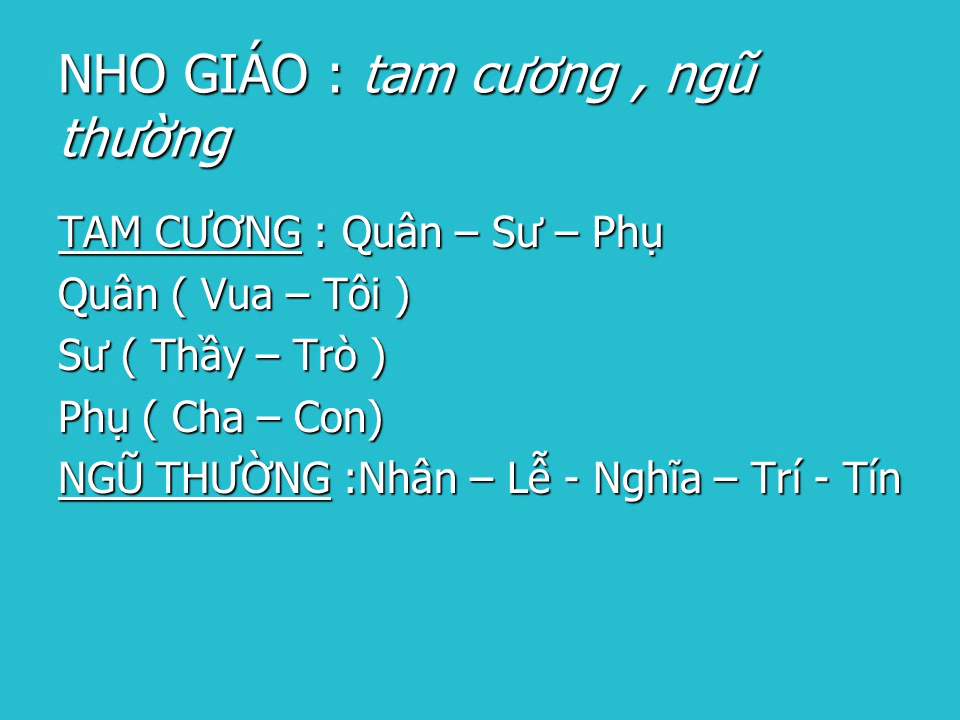 NHO GIÁO : tam cương , ngũ
thường
TAM CƯƠNG : Quân – Sư – Phụ
Quân ( Vua – Tôi )
Sư ( Thầy – Trò )
Phụ ( Cha – Con)
NGŨ THƯỜNG :Nhân – Lễ - Nghĩa – Trí - Tín